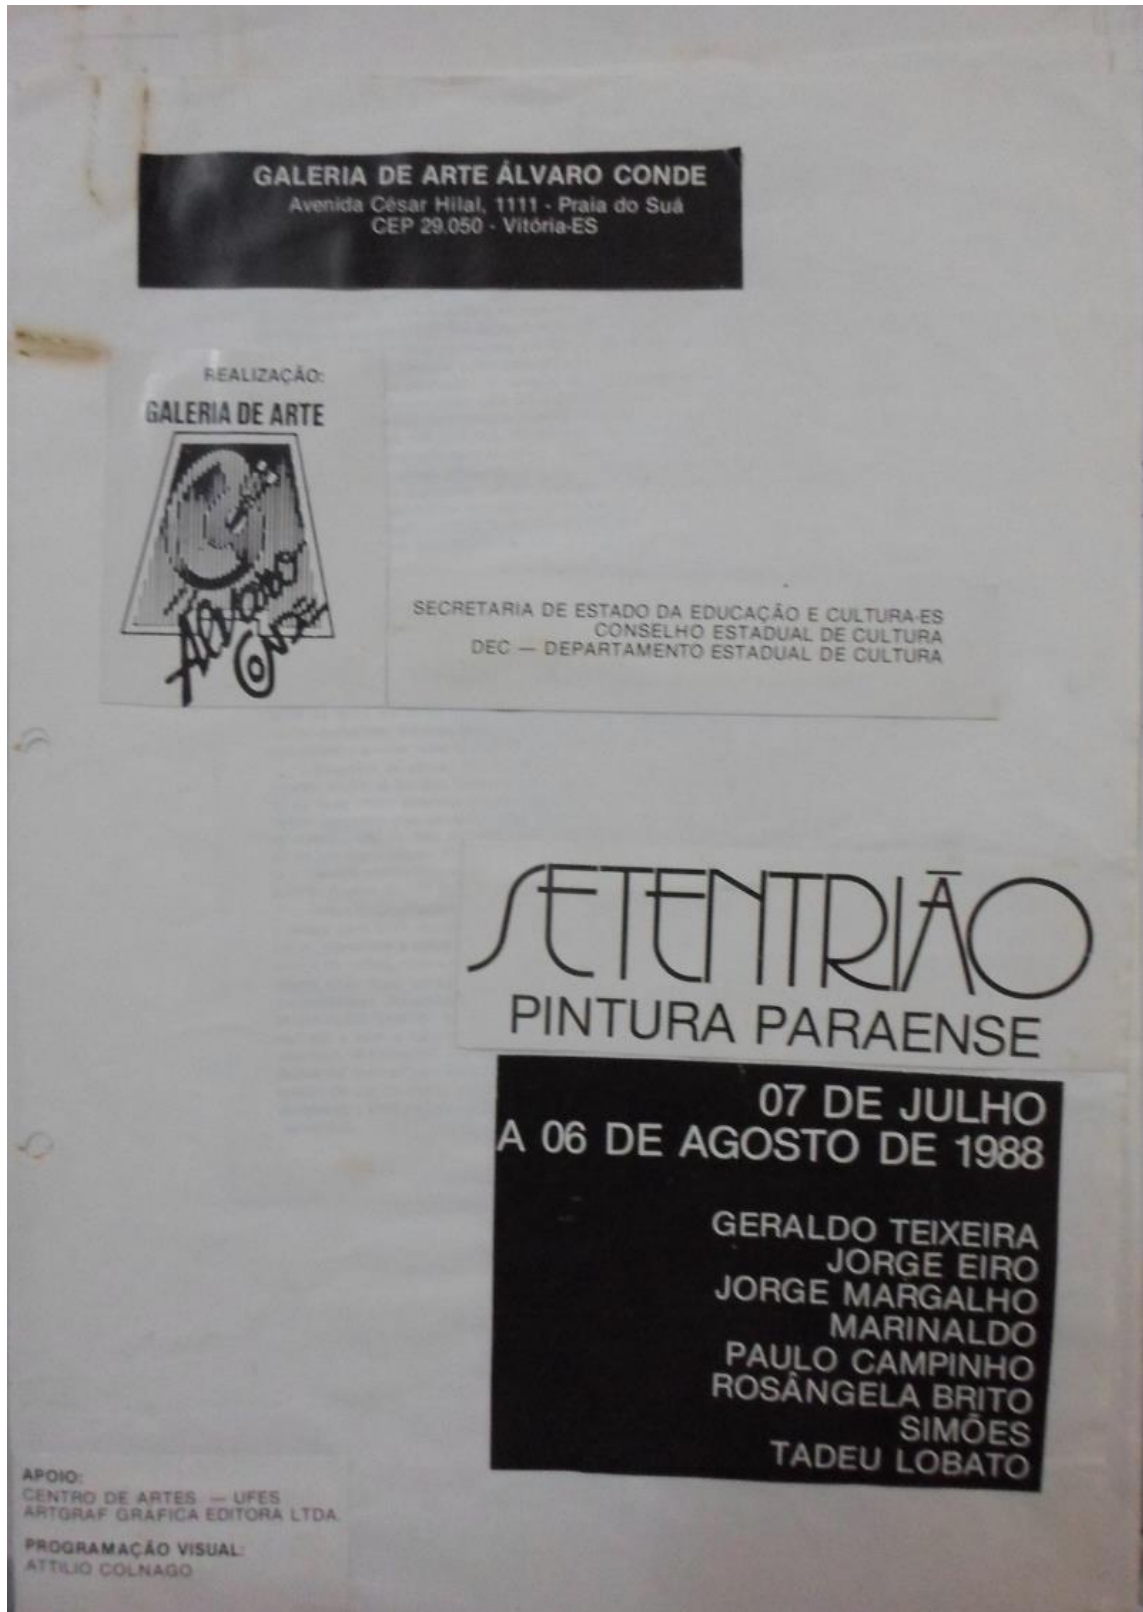 GALERIA DE ARTE ÁLVARO CONDE
Avenida César Hilal, 1111 - Praia do Suá
CEP 29.050 - Vitória-ES
REALIZAÇÃO:
GALERIA DE ARTE
Álvaro
CONDE
SECRETARIA DE ESTADO DA EDUCAÇÃO E CULTURA-ES
CONSELHO ESTADUAL DE CULTURA
DEC — DEPARTAMENTO ESTADUAL DE CULTURA
SETENTRIÃO
PINTURA PARAENSE
07 DE JULHO
A 06 DE AGOSTO DE 1988
GERALDO TEIXEIRA
JORGE EIRO
JORGE MARGALHO
MARINALDO
PAULO CAMPINHO
ROSÂNGELA BRITO
SIMÕES
TADEU LOBATO
APOIO:
CENTRO DE ARTES — UFES
ARTGRAF GRÁFICA EDITORA LTDA.
PROGRAMAÇÃO VISUAL:
ATTILIO COLNAGO